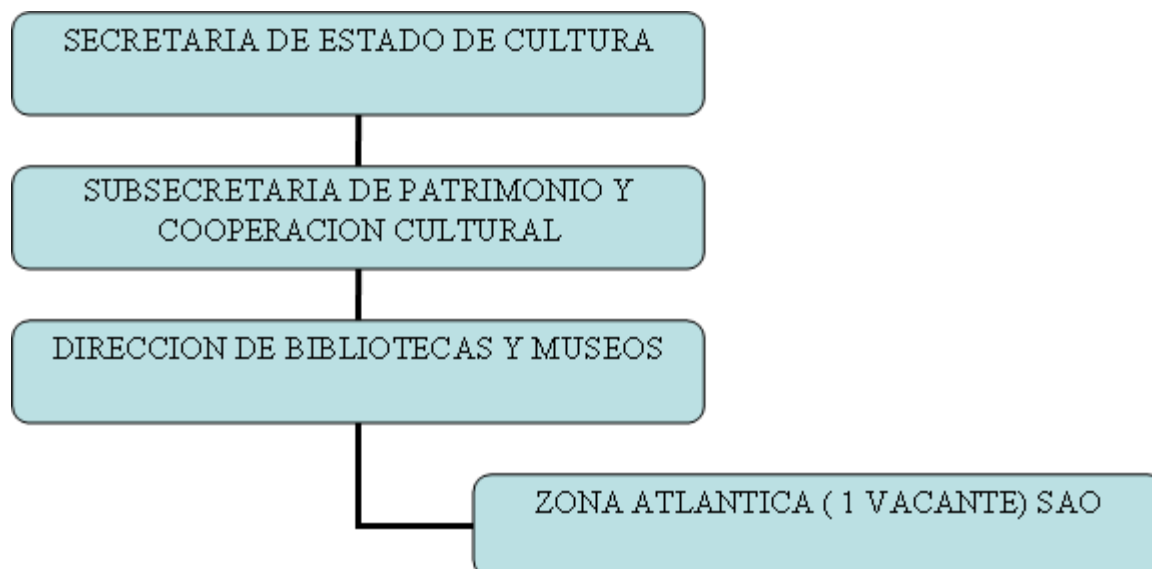 SECRETARIA DE ESTADO DE CULTURA
SUBSECRETARIA DE PATRIMONIO Y
COOPERACION CULTURAL
DIRECCION DE BIBLIOTECAS Y MUSEOS
ZONA ATLANTICA ( 1 VACANTE) SAO